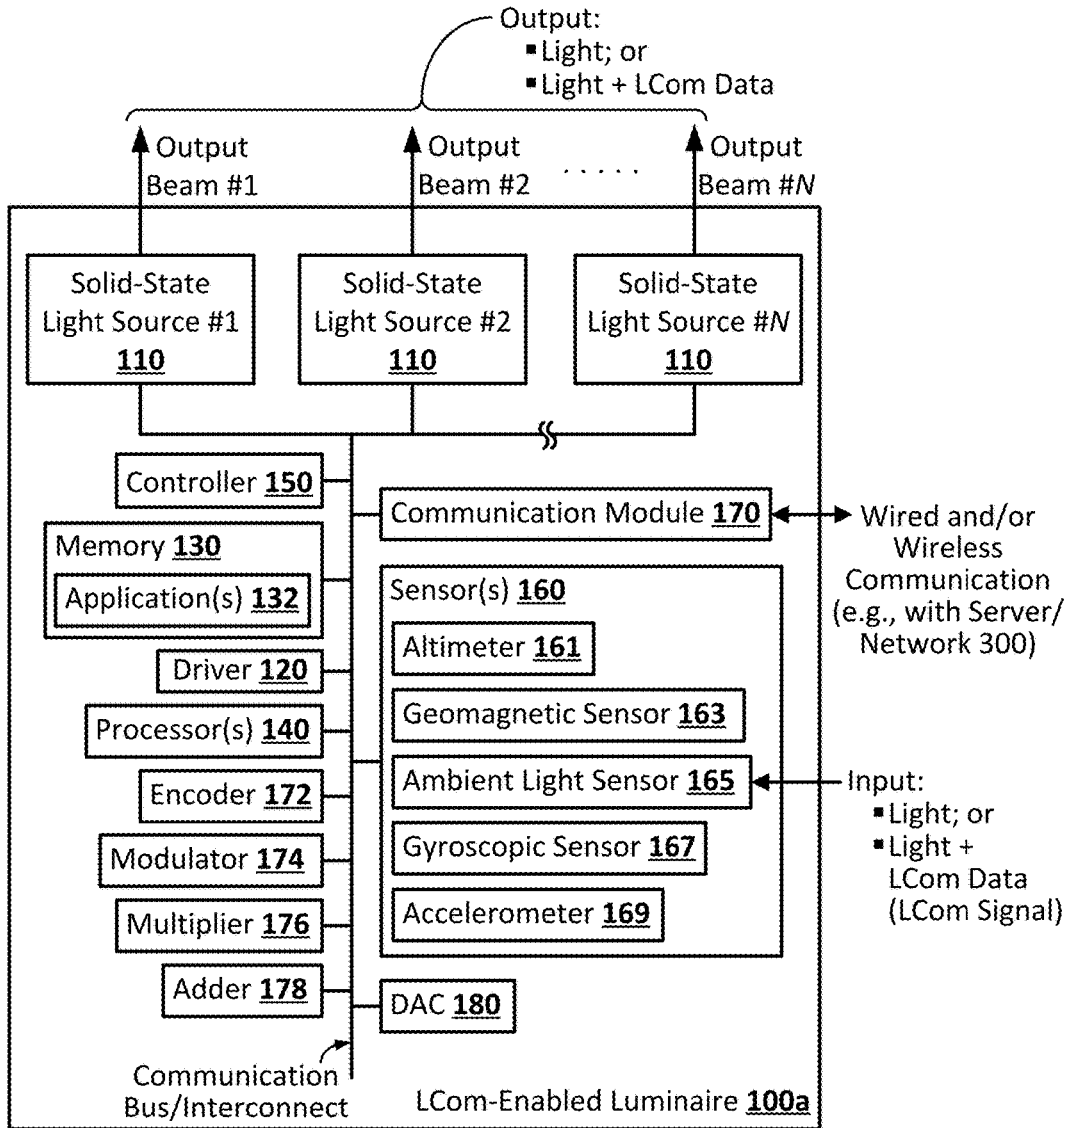 Output:
▪Light; or
▪Light + LCom Data
Output
Beam #1
Output
Beam #2
. . . . .
Output
Beam #N
Solid-State
Light Source #1
110
Solid-State
Light Source #2
110
Solid-State
Light Source #N
110
Controller 150
Memory 130
Application(s) 132
Driver 120
Processor(s) 140
Encoder 172
Modulator 174
Multiplier 176
Adder 178
Communication
Bus/Interconnect
Communication Module 170
Wired and/or
Wireless
Communication
(e.g., with Server/
Network 300)
Sensor(s) 160
Altimeter 161
Geomagnetic Sensor 163
Ambient Light Sensor 165
Gyroscopic Sensor 167
Accelerometer 169
Input:
▪Light; or
▪Light +
LCom Data
(LCom Signal)
DAC 180
LCom-Enabled Luminaire 100a